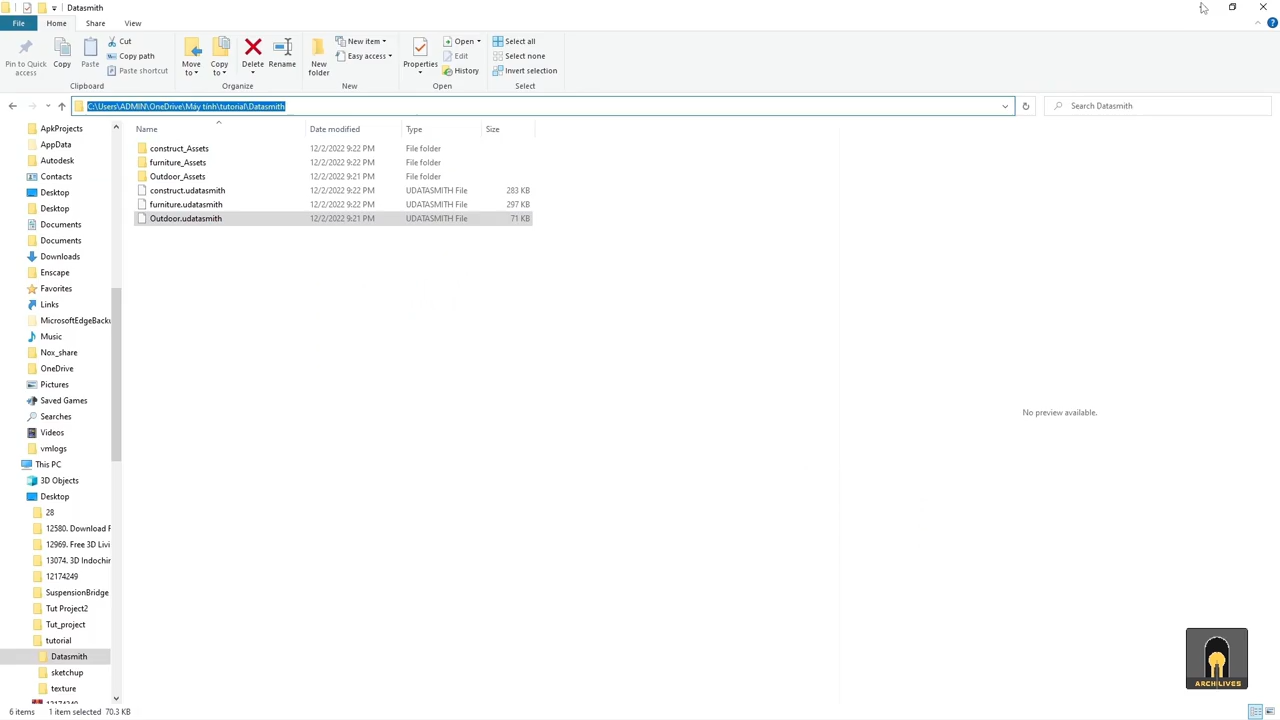 Datasmith
File Home Share View
Pin to Quick access
Copy
Paste
Cut
Copy path
Paste shortcut
Clipboard
Move to
Copy to
Delete
Rename
Organize
New folder
New item
Easy access
New
Properties
Open
Edit
History
Open
Select all
Select none
Invert selection
Select
C:\Users\ADMIN\OneDrive\Máy tính\tutorial\Datasmith
Search Datasmith
Name Date modified Type Size
construct_Assets 12/2/2022 9:22 PM File folder
furniture_Assets 12/2/2022 9:22 PM File folder
Outdoor_Assets 12/2/2022 9:21 PM File folder
construct.udatasmith 12/2/2022 9:22 PM UDATASMITH File 283 KB
furniture.udatasmith 12/2/2022 9:22 PM UDATASMITH File 297 KB
Outdoor.udatasmith 12/2/2022 9:21 PM UDATASMITH File 71 KB
ApkProjects
AppData
Autodesk
Contacts
Desktop
Desktop
Documents
Documents
Downloads
Enscape
Favorites
Links
MicrosoftEdgeBacku
Music
Nox_share
OneDrive
Pictures
Saved Games
Searches
Videos
vmlogs
This PC
3D Objects
Desktop
28
12580. Download F
12969. Free 3D Livi
13074. 3D Indochin
12174249
SuspensionBridge
Tut Project2
Tut_project
tutorial
Datasmith
sketchup
texture
No preview available.
ARCHILIVES
6 items 1 item selected 70.3 KB